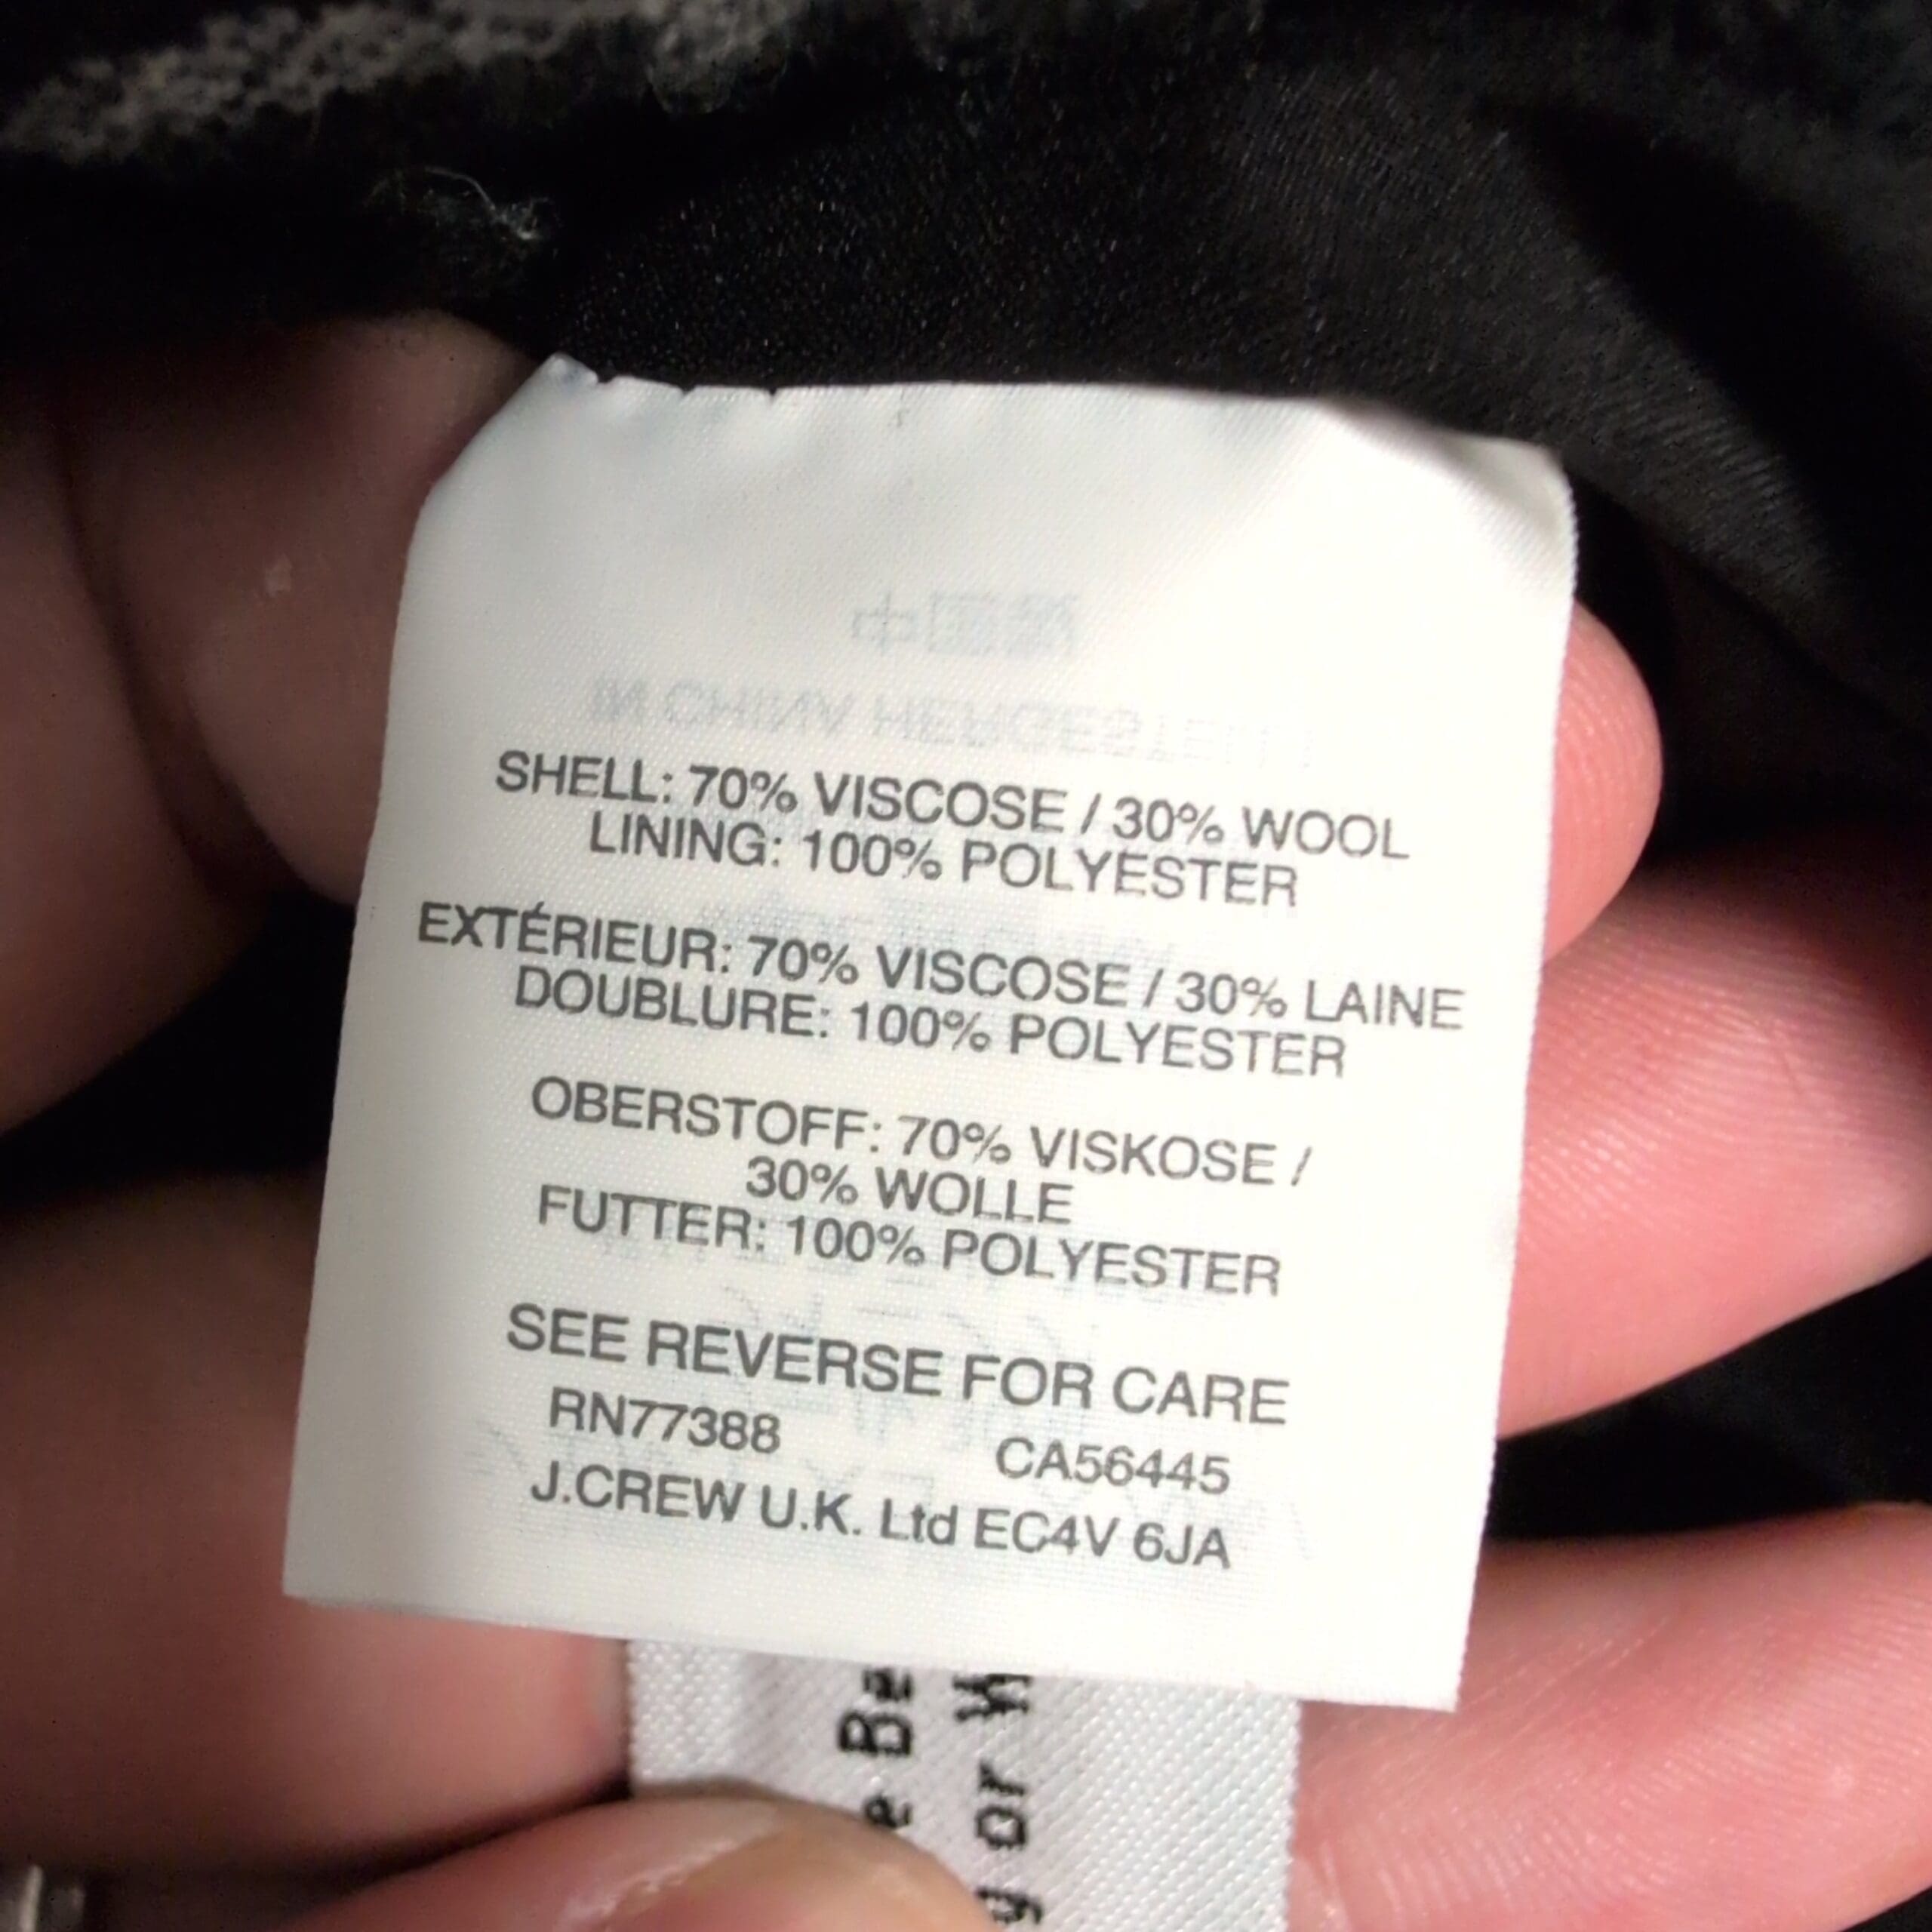 SHELL: 70% VISCOSE / 30% WOOL
LINING: 100% POLYESTER
EXTÉRIEUR: 70% VISCOSE / 30% LAINE
DOUBLURE: 100% POLYESTER
OBERSTOFF: 70% VISKOSE /
30% WOLLE
FUTTER: 100% POLYESTER
SEE REVERSE FOR CARE
RN77388 CA56445
J.CREW U.K. Ltd EC4V 6JA
or